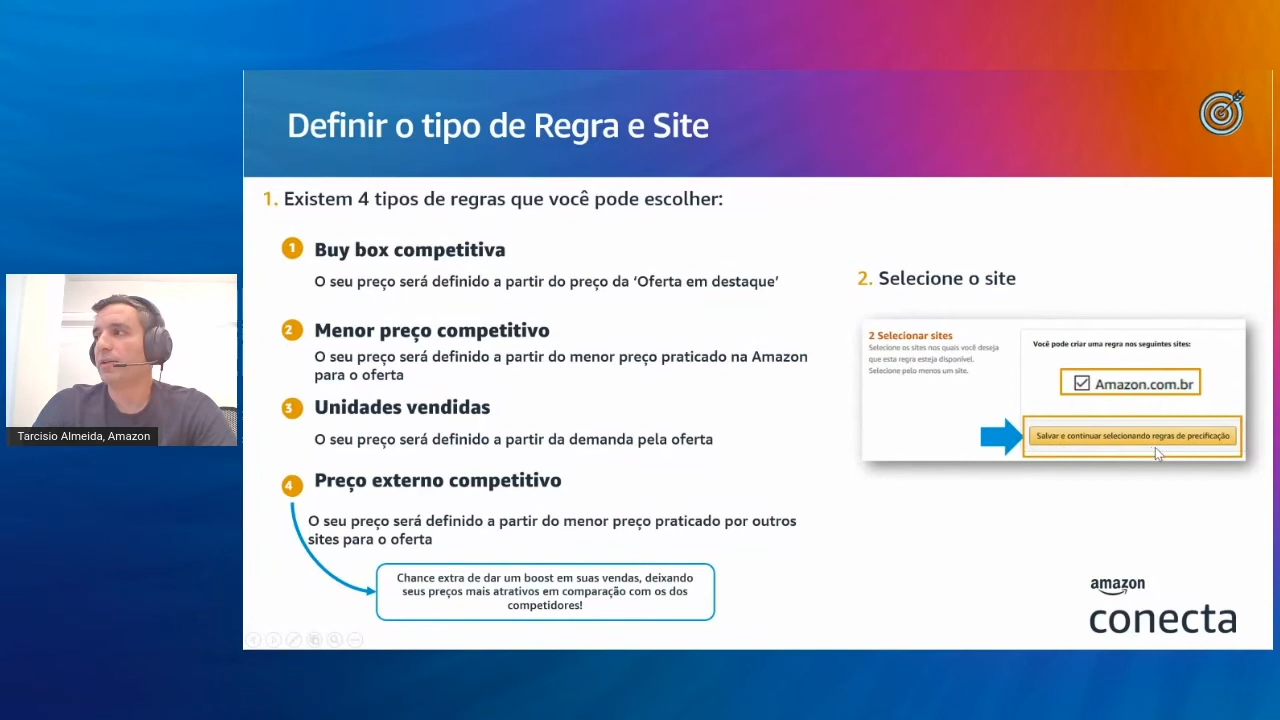 Definir o tipo de Regra e Site
1. Existem 4 tipos de regras que você pode escolher:
1 Buy box competitiva
O seu preço será definido a partir do preço da ‘Oferta em destaque’
2 Menor preço competitivo
O seu preço será definido a partir do menor preço praticado na Amazon
para o oferta
3 Unidades vendidas
O seu preço será definido a partir da demanda pela oferta
4 Preço externo competitivo
O seu preço será definido a partir do menor preço praticado por outros
sites para o oferta
Chance extra de dar um boost em suas vendas, deixando
seus preços mais atrativos em comparação com os dos
competidores!
2. Selecione o site
2 Selecionar sites
Selecione os sites nos quais você deseja
que esta regra esteja disponível.
Selecione pelo menos um site.
Você pode criar uma regra nos seguintes sites:
Amazon.com.br
Salvar e continuar selecionando regras de precificação
amazon
conecta
Tarcisio Almeida, Amazon